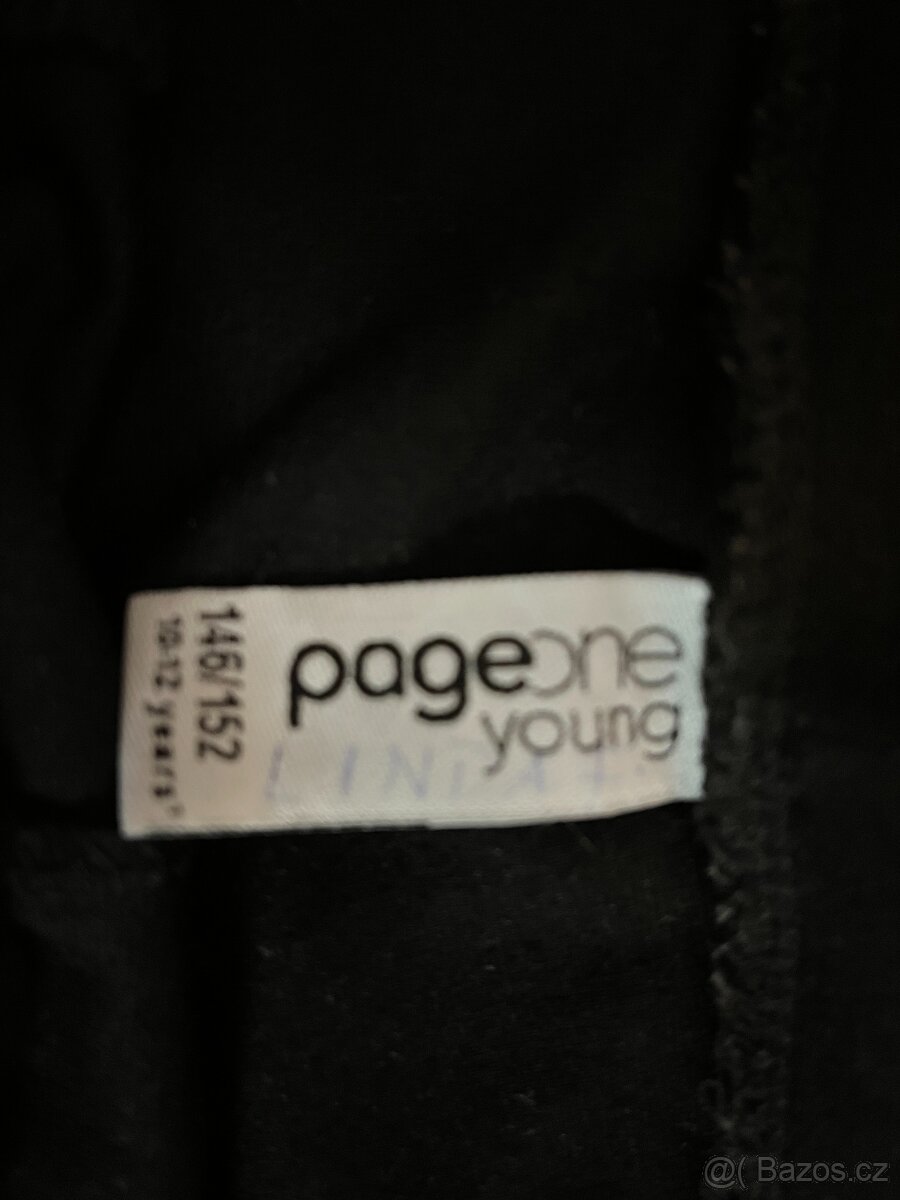 pageone
young
146/152
10-12 years
@( Bazos.cz